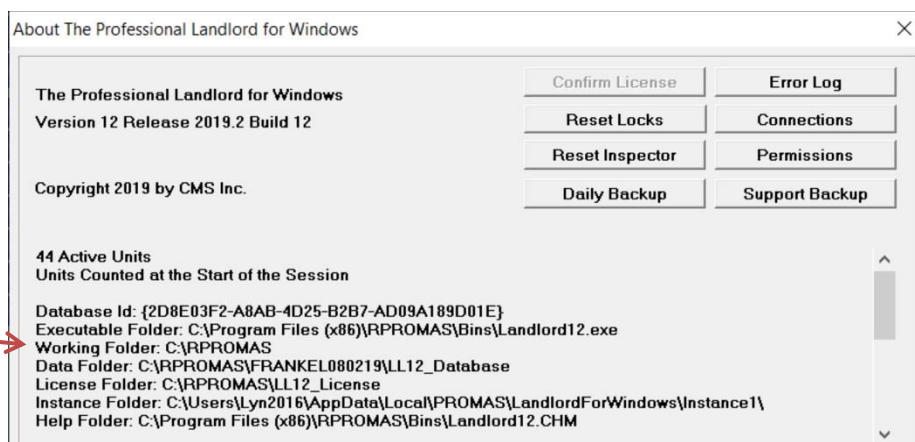 About The Professional Landlord for Windows
The Professional Landlord for Windows
Version 12 Release 2019.2 Build 12
Copyright 2019 by CMS Inc.
Confirm License
Error Log
Reset Locks
Connections
Reset Inspector
Permissions
Daily Backup
Support Backup
44 Active Units
Units Counted at the Start of the Session
Database Id: {2D8E03F2-A8AB-4D25-B2B7-AD09A189D01E}
Executable Folder: C:\Program Files (x86)\RPROMAS\Bins\Landlord12.exe
Working Folder: C:\RPROMAS
Data Folder: C:\RPROMAS\FRANKEL080219\LL12_Database
License Folder: C:\RPROMAS\LL12_License
Instance Folder: C:\Users\Lyn2016\AppData\Local\PROMAS\LandlordForWindows\Instance1\
Help Folder: C:\Program Files (x86)\RPROMAS\Bins\Landlord12.CHM